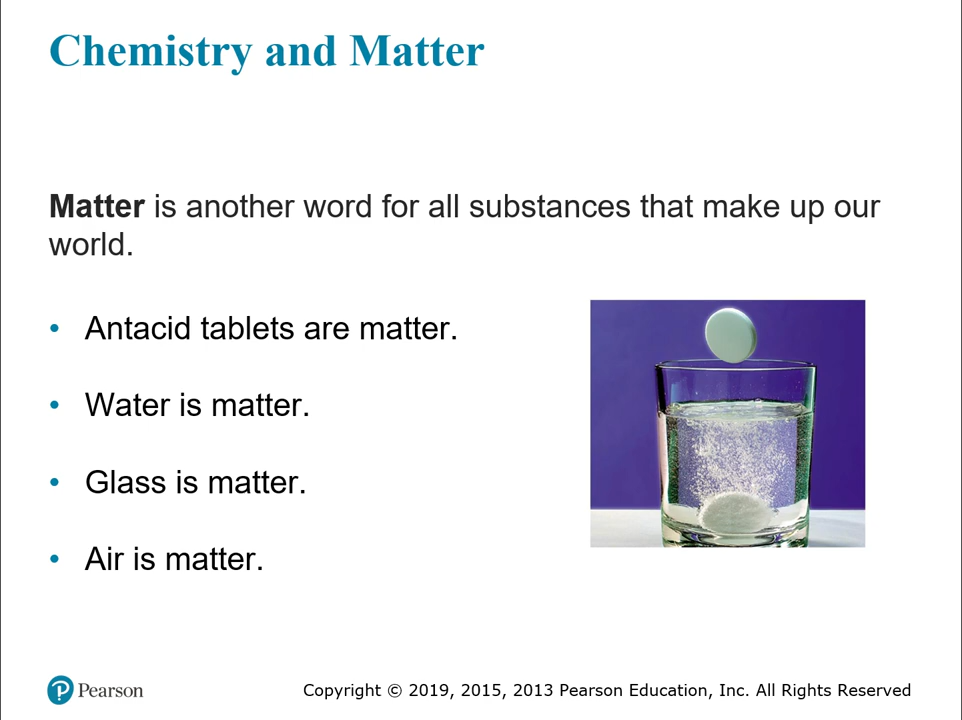 Chemistry and Matter
Matter is another word for all substances that make up our
world.
• Antacid tablets are matter.
• Water is matter.
• Glass is matter.
• Air is matter.
P Pearson
Copyright © 2019, 2015, 2013 Pearson Education, Inc. All Rights Reserved